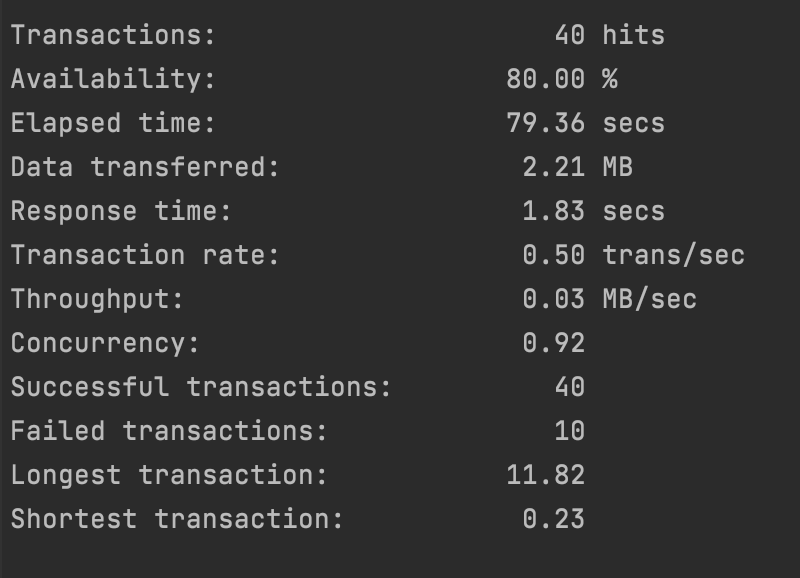 Transactions: 40 hits
Availability: 80.00 %
Elapsed time: 79.36 secs
Data transferred: 2.21 MB
Response time: 1.83 secs
Transaction rate: 0.50 trans/sec
Throughput: 0.03 MB/sec
Concurrency: 0.92
Successful transactions: 40
Failed transactions: 10
Longest transaction: 11.82
Shortest transaction: 0.23